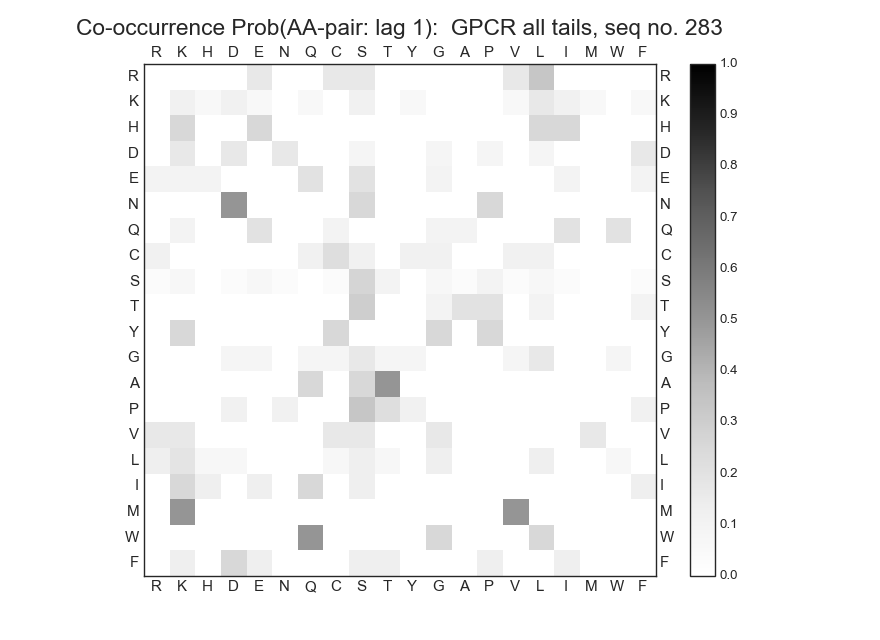 Co-occurrence Prob(AA-pair: lag 1):  GPCR all tails, seq no. 283
R K H D E N Q C S T Y G A P V L I M W F
1.0
R R
K K
0.9
H H
0.8
D D
E E
0.7
N N
0.6
Q Q
C C
S S
0.5
T T
Y Y
0.4
G G
A A
0.3
P P
V V
0.2
L L
I I
0.1
M M
W W
F F
0.0
R K H D E N Q C S T Y G A P V L I M W F